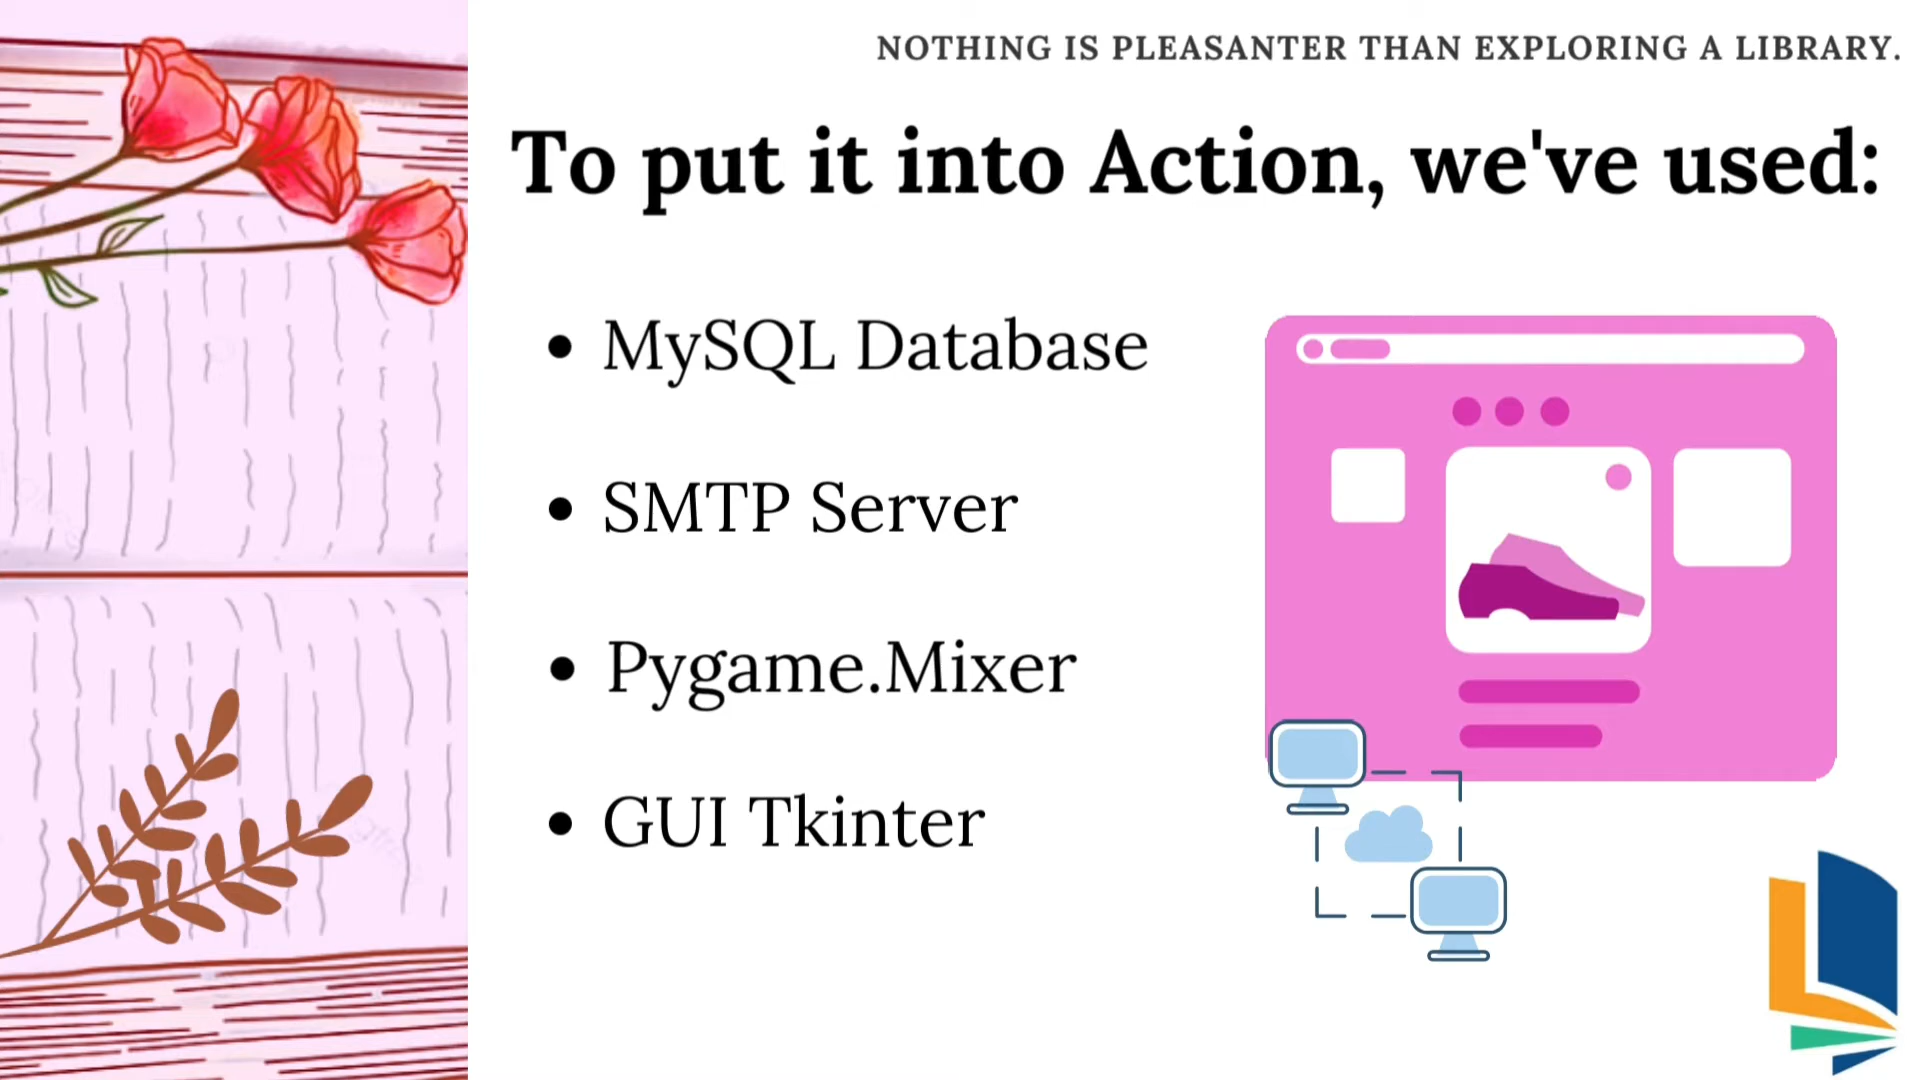 NOTHING IS PLEASANTER THAN EXPLORING A LIBRARY.
To put it into Action, we've used:
• MySQL Database
• SMTP Server
• Pygame.Mixer
• GUI Tkinter